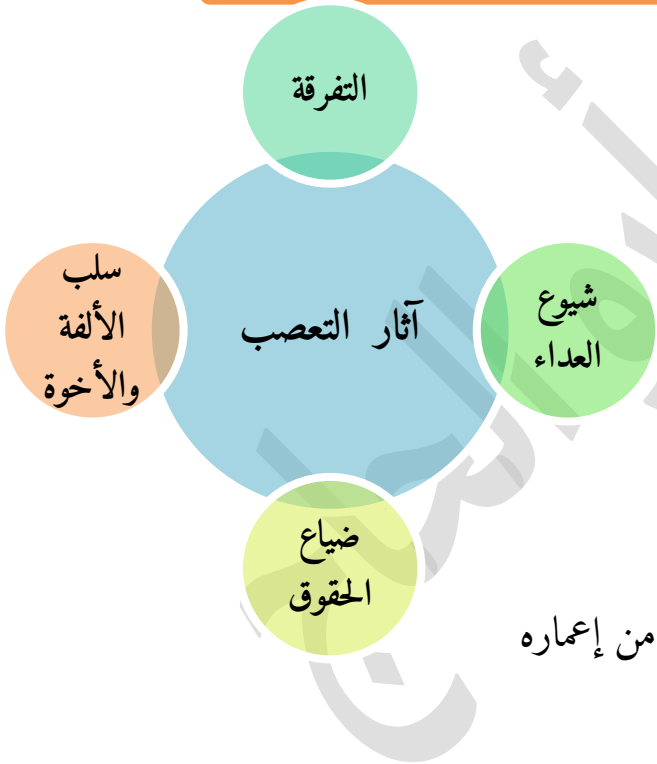 التفرقة
شيوع
العداء
آثار التعصب
سلب
الألفة
والأخوة
ضياع
الحقوق
من إعماره